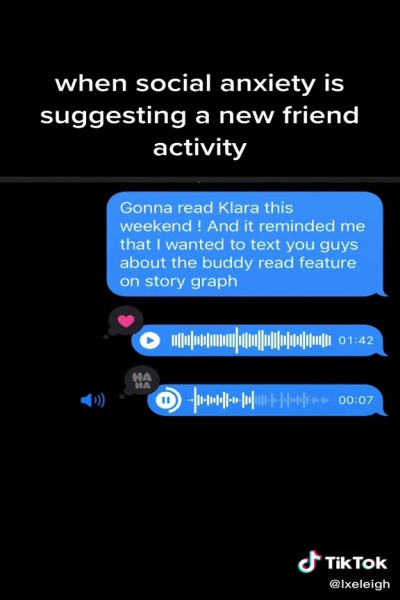 when social anxiety is
suggesting a new friend
activity
Gonna read Klara this
weekend ! And it reminded me
that I wanted to text you guys
about the buddy read feature
on story graph
01:42
HA
HA
00:07
TikTok
@lxeleigh